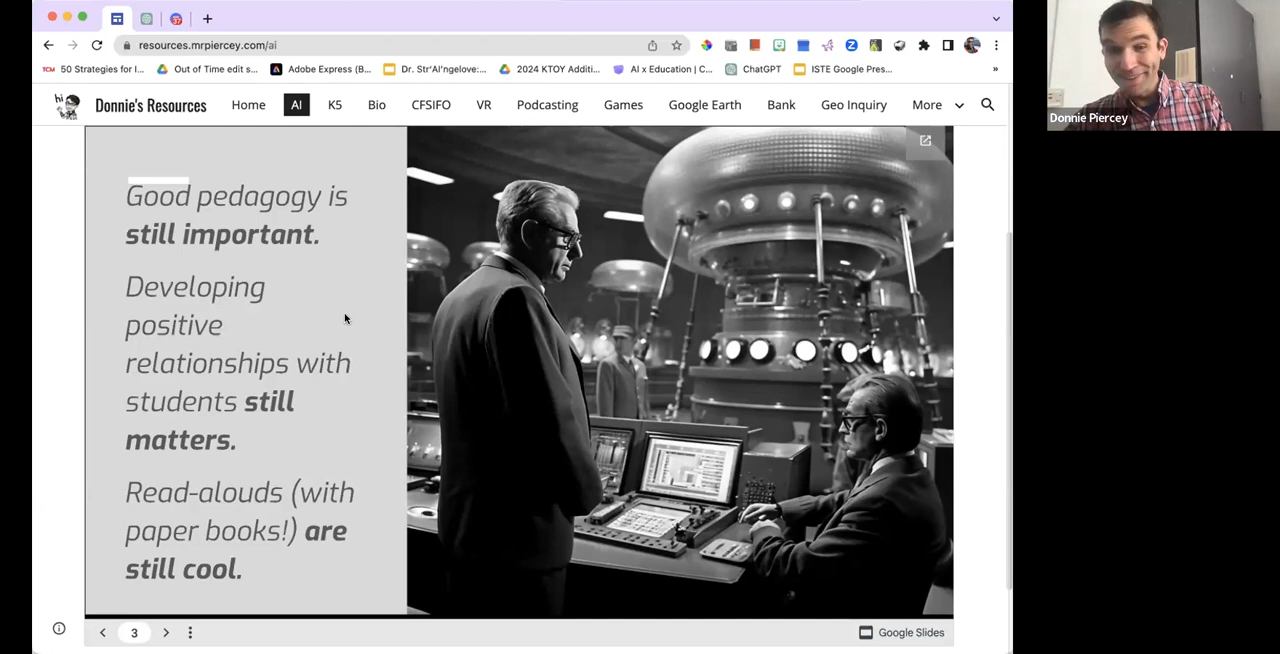 resources.mrpiercey.com/ai
TCM 50 Strategies for I... Out of Time edit s... Adobe Express (B... Dr. Str'Al'ngelove:... 2024 KTOY Additi... AI x Education | C... ChatGPT ISTE Google Pres... »
hi Donnie's Resources Home AI K5 Bio CFSIFO VR Podcasting Games Google Earth Bank Geo Inquiry More
Good pedagogy is
still important.
Developing
positive
relationships with
students still
matters.
Read-alouds (with
paper books!) are
still cool.
3 Google Slides
Donnie Piercey